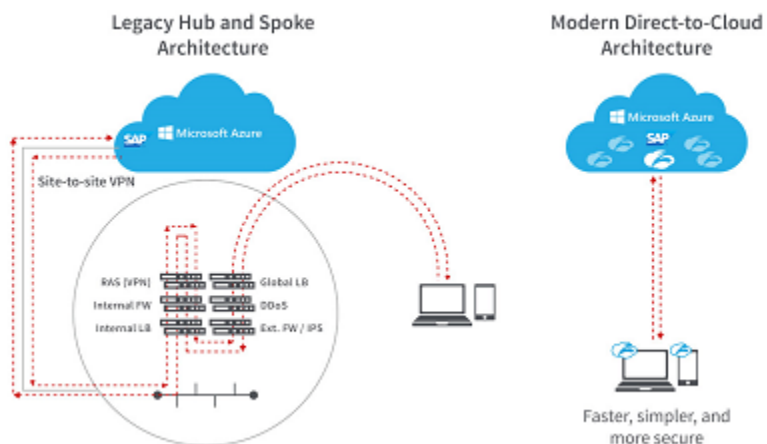 Legacy Hub and Spoke
Architecture
SAP
Microsoft Azure
Site-to-site VPN
RAS (VPN)
Internal FW
Internal LB
Global LB
DDoS
Ext. FW / IPS
Modern Direct-to-Cloud
Architecture
Microsoft Azure
SAP
Faster, simpler, and
more secure